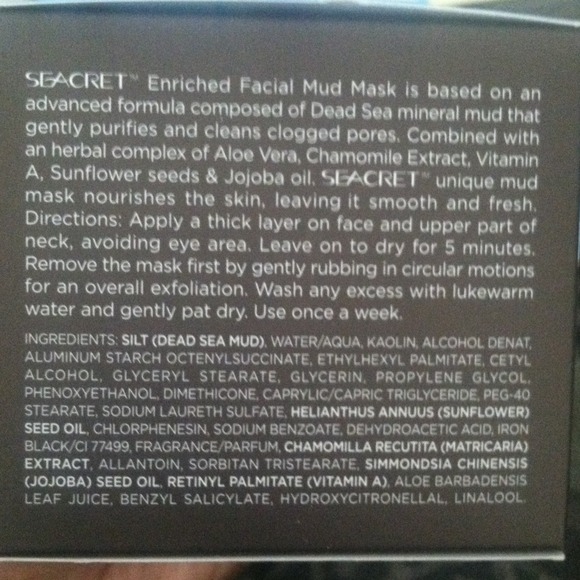 SEACRET™ Enriched Facial Mud Mask is based on an
advanced formula composed of Dead Sea mineral mud that
gently purifies and cleans clogged pores. Combined with
an herbal complex of Aloe Vera, Chamomile Extract, Vitamin
A, Sunflower seeds & Jojoba oil. SEACRET™ unique mud
mask nourishes the skin, leaving it smooth and fresh.
Directions: Apply a thick layer on face and upper part of
neck, avoiding eye area. Leave on to dry for 5 minutes.
Remove the mask first by gently rubbing in circular motions
for an overall exfoliation. Wash any excess with lukewarm
water and gently pat dry. Use once a week.
INGREDIENTS: SILT (DEAD SEA MUD), WATER/AQUA, KAOLIN, ALCOHOL DENAT,
ALUMINUM STARCH OCTENYLSUCCINATE, ETHYLHEXYL PALMITATE, CETYL
ALCOHOL, GLYCERYL STEARATE, GLYCERIN, PROPYLENE GLYCOL,
PHENOXYETHANOL, DIMETHICONE, CAPRYLIC/CAPRIC TRIGLYCERIDE, PEG-40
STEARATE, SODIUM LAURETH SULFATE, HELIANTHUS ANNUUS (SUNFLOWER)
SEED OIL, CHLORPHENESIN, SODIUM BENZOATE, DEHYDROACETIC ACID, IRON
BLACK/CI 77499, FRAGRANCE/PARFUM, CHAMOMILLA RECUTITA (MATRICARIA)
EXTRACT, ALLANTOIN, SORBITAN TRISTEARATE, SIMMONDSIA CHINENSIS
(JOJOBA) SEED OIL, RETINYL PALMITATE (VITAMIN A), ALOE BARBADENSIS
LEAF JUICE, BENZYL SALICYLATE, HYDROXYCITRONELLAL, LINALOOL.